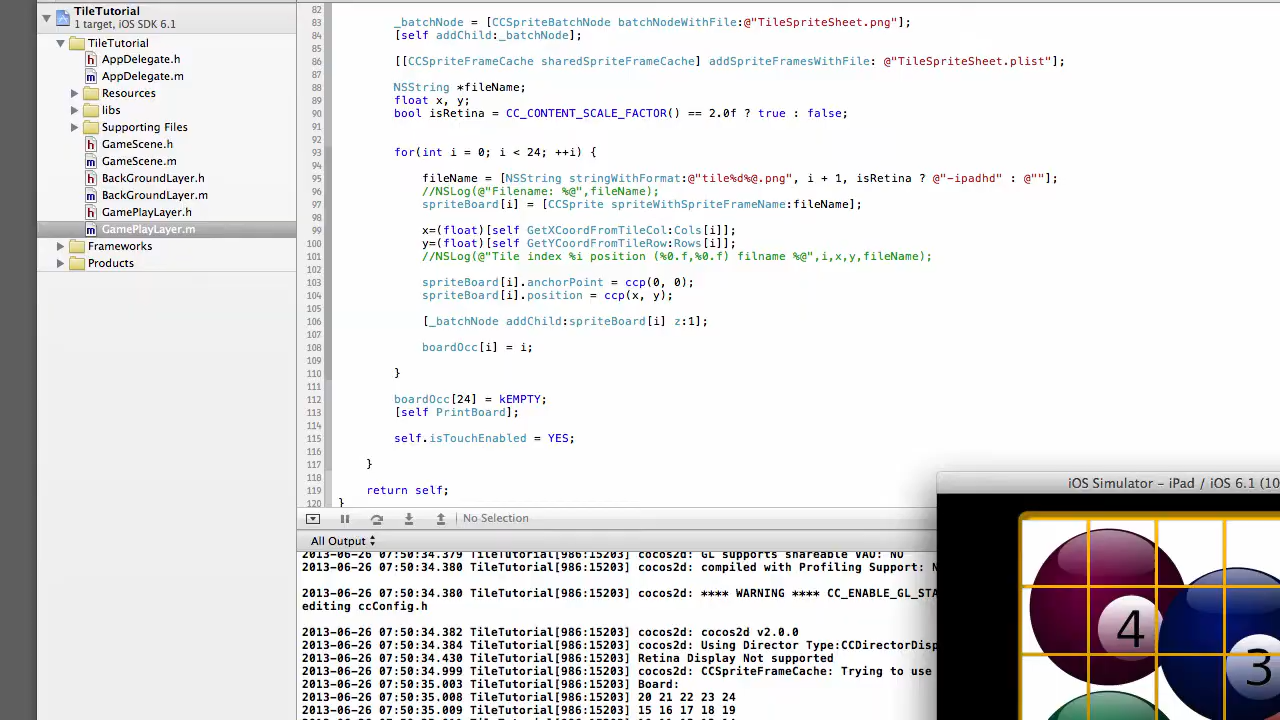 TileTutorial
1 target, iOS SDK 6.1
TileTutorial
h AppDelegate.h
m AppDelegate.m
Resources
libs
Supporting Files
h GameScene.h
m GameScene.m
h BackGroundLayer.h
m BackGroundLayer.m
h GamePlayLayer.h
m GamePlayLayer.m
Frameworks
Products
82
83 _batchNode = [CCSpriteBatchNode batchNodeWithFile:@"TileSpriteSheet.png"];
84 [self addChild:_batchNode];
85
86 [[CCSpriteFrameCache sharedSpriteFrameCache] addSpriteFramesWithFile: @"TileSpriteSheet.plist"];
87
88 NSString *fileName;
89 float x, y;
90 bool isRetina = CC_CONTENT_SCALE_FACTOR() == 2.0f ? true : false;
91
92
93 for(int i = 0; i < 24; ++i) {
94
95 fileName = [NSString stringWithFormat:@"tile%d%@.png", i + 1, isRetina ? @"-ipadhd" : @""];
96 //NSLog(@"Filename: %@",fileName);
97 spriteBoard[i] = [CCSprite spriteWithSpriteFrameName:fileName];
98
99 x=(float)[self GetXCoordFromTileCol:Cols[i]];
100 y=(float)[self GetYCoordFromTileRow:Rows[i]];
101 //NSLog(@"Tile index %i position (%0.f,%0.f) filname %@",i,x,y,fileName);
102
103 spriteBoard[i].anchorPoint = ccp(0, 0);
104 spriteBoard[i].position = ccp(x, y);
105
106 [_batchNode addChild:spriteBoard[i] z:1];
107
108 boardOcc[i] = i;
109
110 }
111
112 boardOcc[24] = kEMPTY;
113 [self PrintBoard];
114
115 self.isTouchEnabled = YES;
116
117 }
118
119 return self;
120 }
No Selection
All Output
2013-06-26 07:50:34.379 TileTutorial[986:15203] cocos2d: GL supports shareable VAO: NO
2013-06-26 07:50:34.380 TileTutorial[986:15203] cocos2d: compiled with Profiling Support: N
2013-06-26 07:50:34.380 TileTutorial[986:15203] cocos2d: **** WARNING **** CC_ENABLE_GL_STA
editing ccConfig.h
2013-06-26 07:50:34.382 TileTutorial[986:15203] cocos2d: cocos2d v2.0.0
2013-06-26 07:50:34.384 TileTutorial[986:15203] cocos2d: Using Director Type:CCDirectorDisp
2013-06-26 07:50:34.430 TileTutorial[986:15203] Retina Display Not supported
2013-06-26 07:50:34.999 TileTutorial[986:15203] cocos2d: CCSpriteFrameCache: Trying to use
2013-06-26 07:50:35.003 TileTutorial[986:15203] Board:
2013-06-26 07:50:35.008 TileTutorial[986:15203] 20 21 22 23 24
2013-06-26 07:50:35.009 TileTutorial[986:15203] 15 16 17 18 19
iOS Simulator - iPad / iOS 6.1 (10
4
3